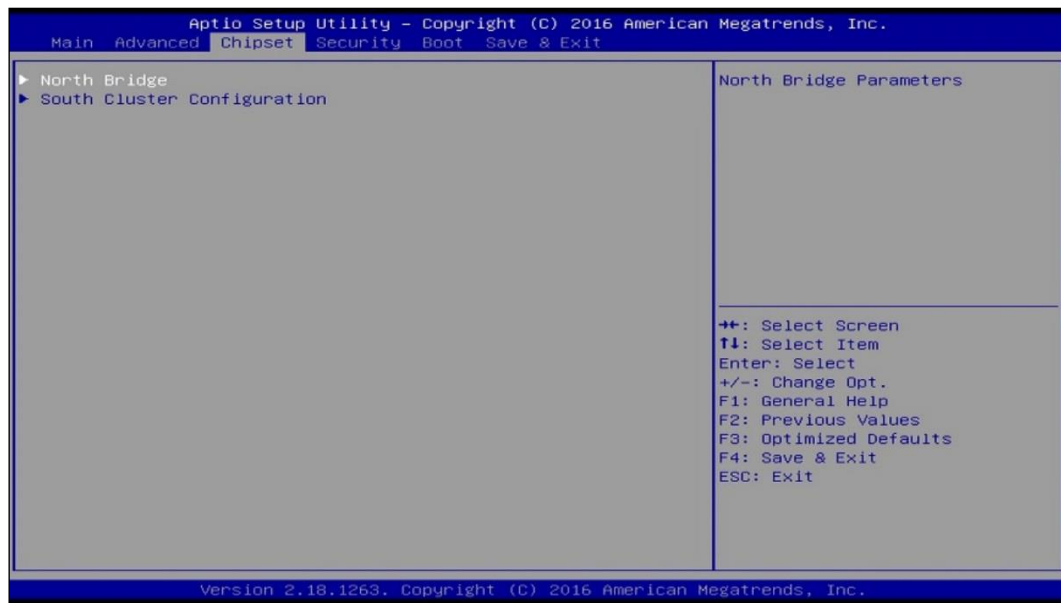 Aptio Setup Utility – Copyright (C) 2016 American Megatrends, Inc.
Main Advanced Chipset Security Boot Save & Exit
▶ North Bridge
▶ South Cluster Configuration
North Bridge Parameters
→←: Select Screen
↑↓: Select Item
Enter: Select
+/-: Change Opt.
F1: General Help
F2: Previous Values
F3: Optimized Defaults
F4: Save & Exit
ESC: Exit
Version 2.18.1263. Copyright (C) 2016 American Megatrends, Inc.